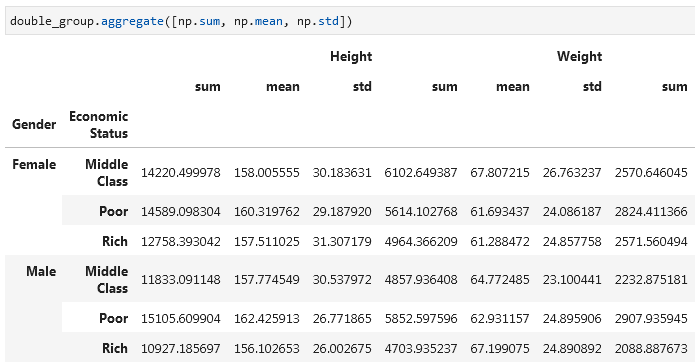 double_group.aggregate([np.sum, np.mean, np.std])
Height Weight
sum mean std sum mean std sum
Gender Economic Status
Female Middle Class 14220.499978 158.005555 30.183631 6102.649387 67.807215 26.763237 2570.646045
Poor 14589.098304 160.319762 29.187920 5614.102768 61.693437 24.086187 2824.411366
Rich 12758.393042 157.511025 31.307179 4964.366209 61.288472 24.857758 2571.560494
Male Middle Class 11833.091148 157.774549 30.537972 4857.936408 64.772485 23.100441 2232.875181
Poor 15105.609904 162.425913 26.771865 5852.597596 62.931157 24.895906 2907.935945
Rich 10927.185697 156.102653 26.002675 4703.935237 67.199075 24.890892 2088.887673